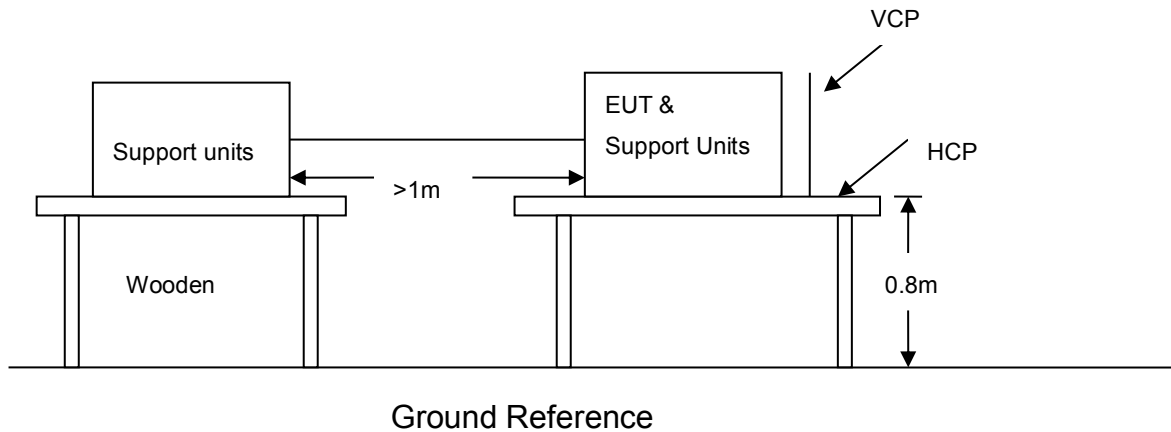 VCP
EUT &
Support Units
Support units
HCP
>1m
Wooden
0.8m
Ground Reference